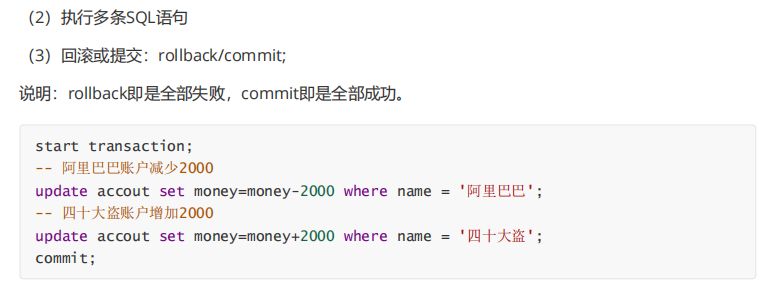 （2）执行多条SQL语句
（3）回滚或提交：rollback/commit;
说明：rollback即是全部失败，commit即是全部成功。
start transaction;
-- 阿里巴巴账户减少2000
update accout set money=money-2000 where name = '阿里巴巴';
-- 四十大盗账户增加2000
update accout set money=money+2000 where name = '四十大盗';
commit;